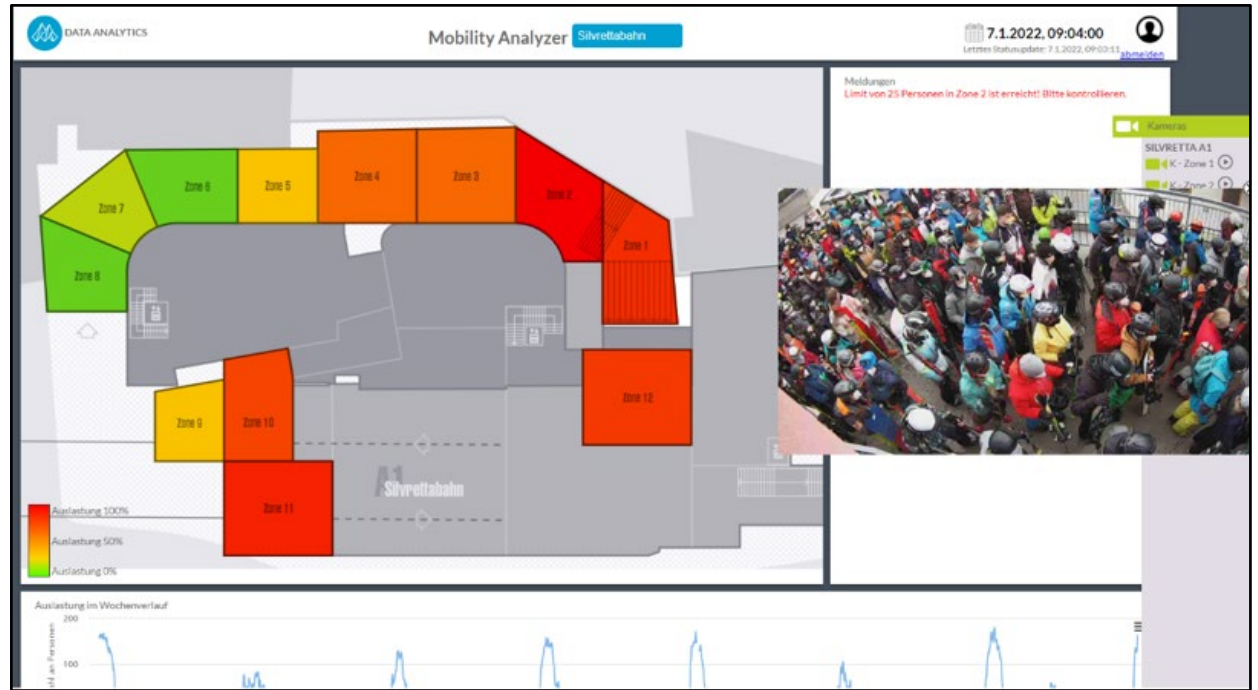 DATA ANALYTICS
Mobility Analyzer Silvrettabahn
7.1.2022, 09:04:00
Letztes Statusupdate: 7.1.2022, 09:03:11
abmelden
Meldungen
Limit von 25 Personen in Zone 2 ist erreicht! Bitte kontrollieren.
Kameras
SILVRETTA A1
K - Zone 1
K - Zone 2
Zone 1
Zone 2
Zone 3
Zone 4
Zone 5
Zone 6
Zone 7
Zone 8
Zone 9
Zone 10
Zone 11
Zone 12
A1
Silvrettabahn
Auslastung 100%
Auslastung 50%
Auslastung 0%
Auslastung im Wochenverlauf
200
100
an Personen